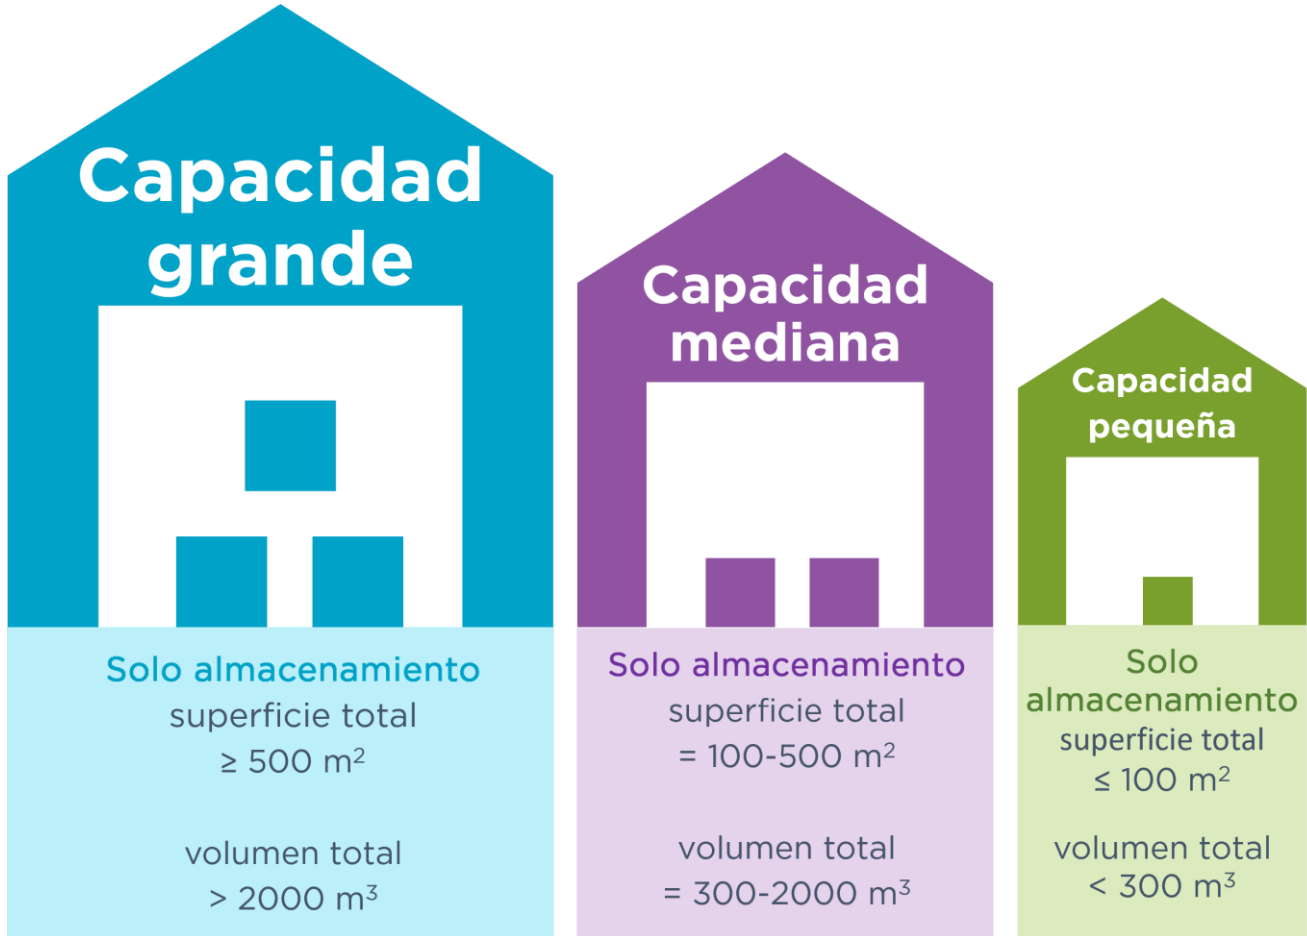 Capacidad
grande
Solo almacenamiento
superficie total
≥ 500 m²
volumen total
> 2000 m³
Capacidad
mediana
Solo almacenamiento
superficie total
= 100-500 m²
volumen total
= 300-2000 m³
Capacidad
pequeña
Solo
almacenamiento
superficie total
≤ 100 m²
volumen total
< 300 m³